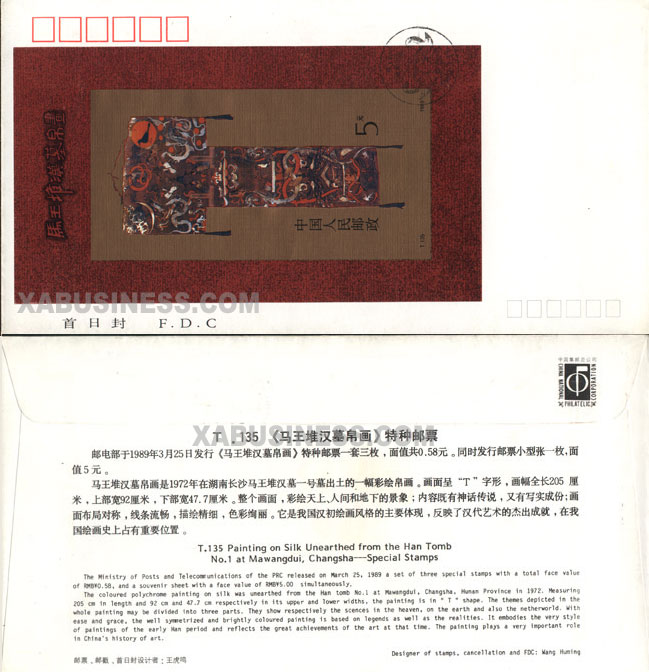 馬王堆漢墓帛畫
5元
中国人民邮政
T.135
XABUSINESS.COM
首日封 F.D.C
中国集邮总公司
CHINA NATIONAL
PHILATELIC
CORPORATION
T .135 《马王堆汉墓帛画》特种邮票
XABUSINESS.COM
邮电部于1989年3月25日发行《马王堆汉墓帛画》特种邮票一套三枚，面值共0.58元。同时发行邮票小型张一枚,面
值5元。
马王堆汉墓帛画是1972年在湖南长沙马王堆汉墓一号墓出土的一幅彩绘帛画。画面呈“T”字形，画幅全长205 厘
米，上部宽92厘米，下部宽47.7厘米。整个画面，彩绘天上、人间和地下的景象；内容既有神话传说，又有写实成份；画
面布局对称，线条流畅，描绘精细，色彩绚丽。它是我国汉初绘画风格的主要体现，反映了汉代艺术的杰出成就，在我
国绘画史上占有重要位置。
T.135 Painting on Silk Unearthed from the Han Tomb
No.1 at Mawangdui, Changsha—Special Stamps
The Ministry of Posts and Telecommurications of the PRC released on March 25, 1989 a set of three special stamps with a total face value
of RMB¥0.58, and a souvenir sheet with a face value of RMB¥5.00 simultaneously.
The coloured polychrome painting on silk was unearthed from the Han tomb No.1 at Mawangdui, Changsha, Hunan Province in 1972. Measuring
205 cm in length and 92 cm and 47.7 cm respectively in its upper and lower widths, the painting is in " T " shape. The themes depicted in the
whole painting may be divided into three parts. They show respectively the scences in the heaven, on the earth and also the netherworld. With
ease and grace, the well symmetrized and brightly coloured painting is based on legends as well as the realities. It embodies the very style
of paintings of the early Han period and reflects the great achievements of the art at that time. The painting plays a very important role
in China's history of art.
Designer of stamps, cancellation and FDC: Wang Huming
邮票、邮戳、首日封设计者：王虎鸣